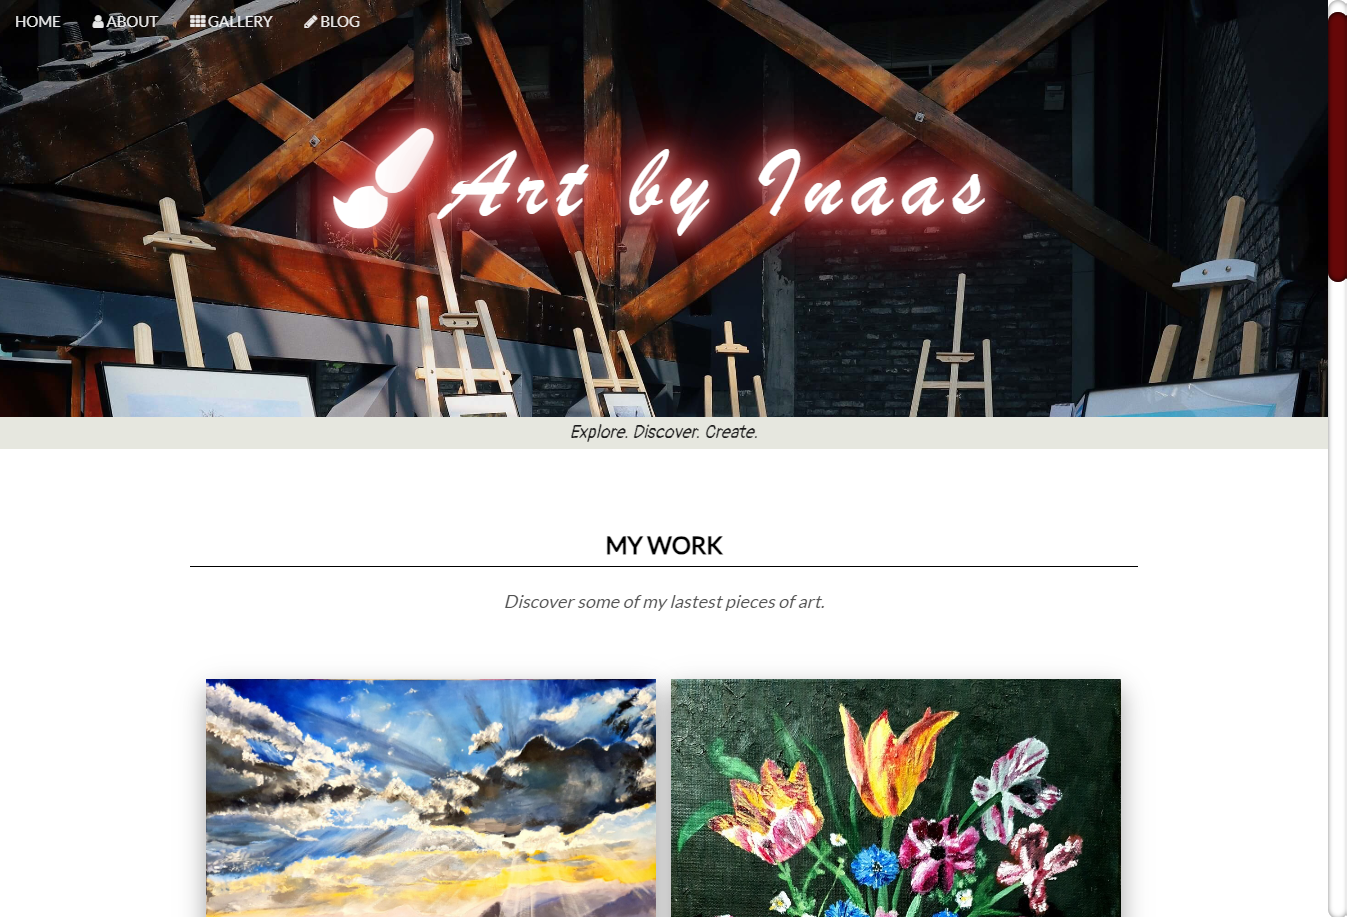 HOME ABOUT GALLERY BLOG
Art by Inaas
Explore. Discover. Create.
MY WORK
Discover some of my lastest pieces of art.